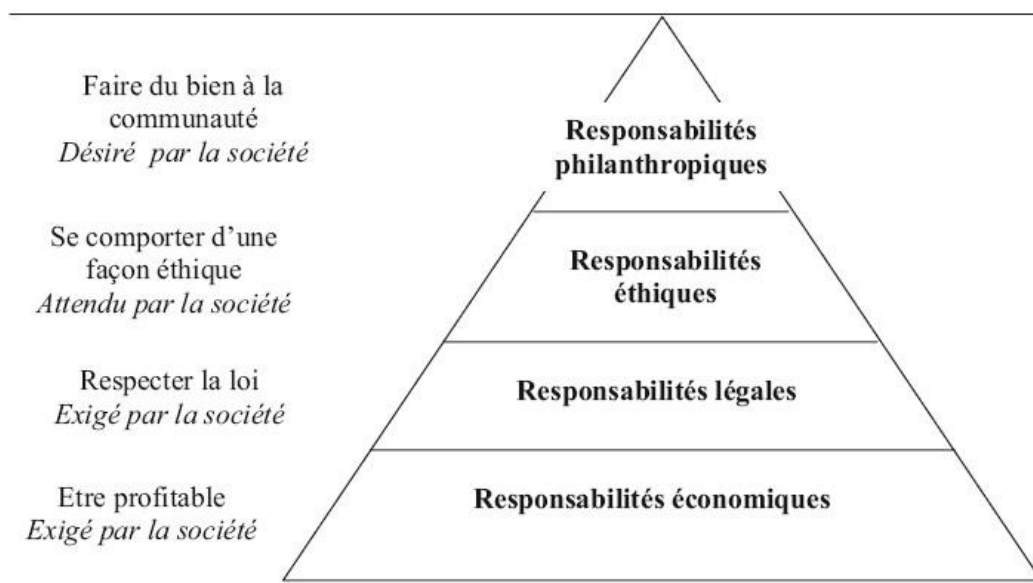 Faire du bien à la
communauté
Désiré par la société
Responsabilités
philanthropiques
Se comporter d’une
façon éthique
Attendu par la société
Responsabilités
éthiques
Respecter la loi
Exigé par la société
Responsabilités légales
Etre profitable
Exigé par la société
Responsabilités économiques